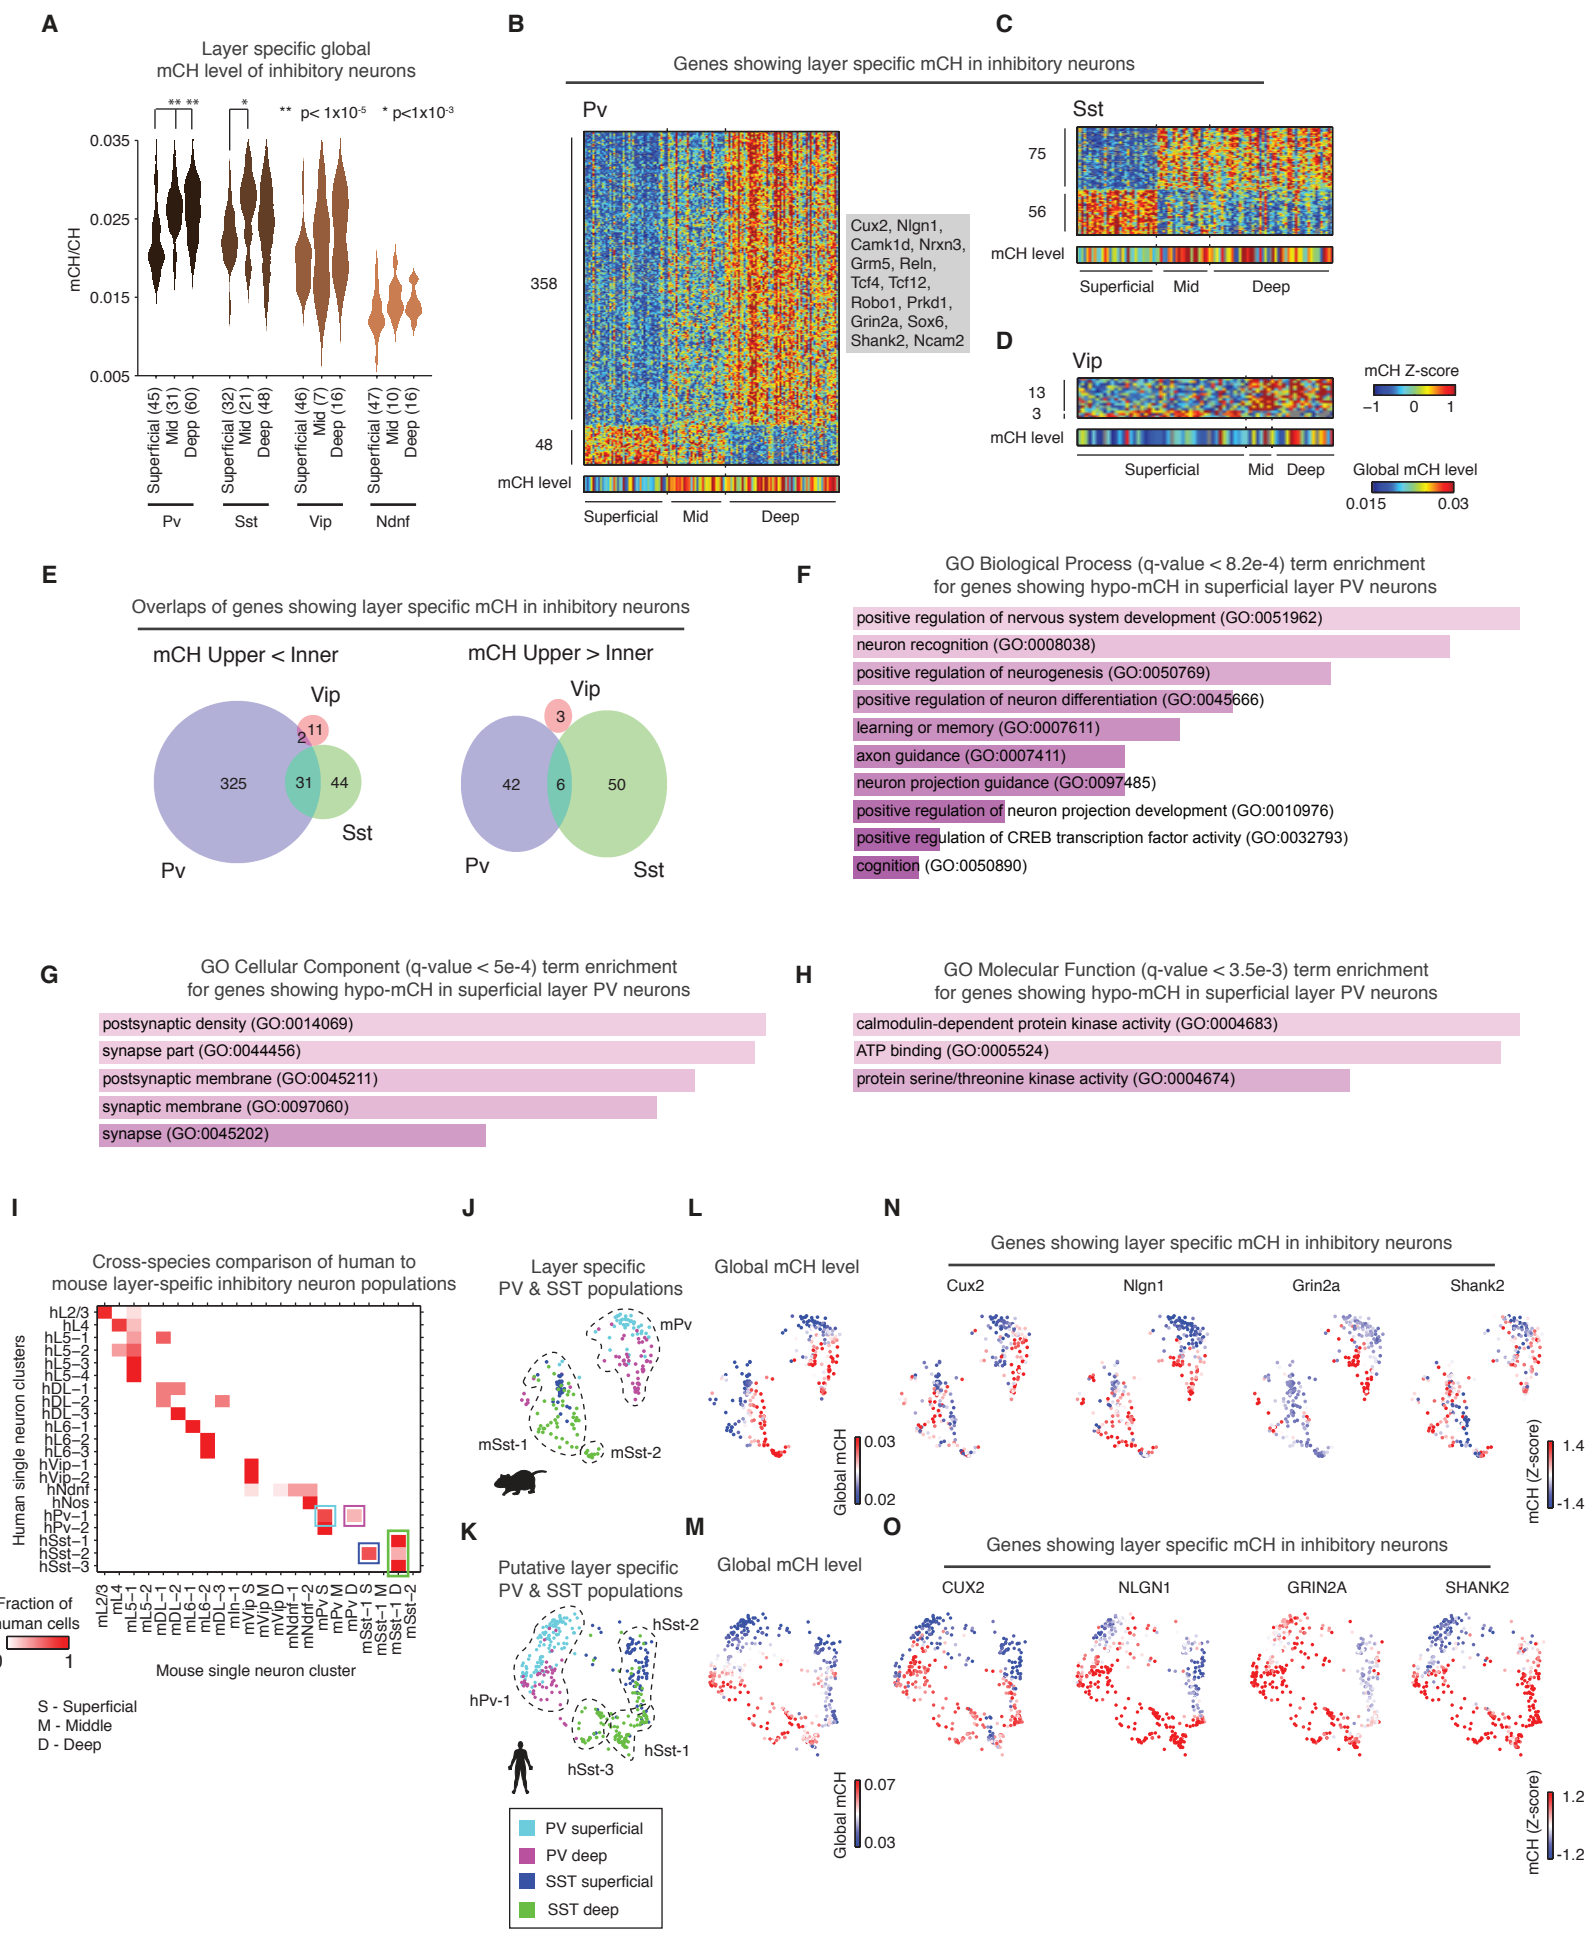 A
Layer specific global
mCH level of inhibitory neurons
** ** *
** p< 1x10-5 * p<1x10-3
mCH/CH
0.035
0.025
0.015
0.005
Superficial (45)
Mid (31)
Depp (60)
Superficial (32)
Mid (21)
Deep (48)
Superficial (46)
Mid (7)
Deep (16)
Superficial (47)
Mid (10)
Deep (16)
Pv
Sst
Vip
Ndnf
B
Genes showing layer specific mCH in inhibitory neurons
Pv
358
48
mCH level
Superficial
Mid
Deep
Cux2, Nlgn1,
Camk1d, Nrxn3,
Grm5, Reln,
Tcf4, Tcf12,
Robo1, Prkd1,
Grin2a, Sox6,
Shank2, Ncam2
C
Sst
75
56
mCH level
Superficial
Mid
Deep
D
Vip
13
3
mCH level
Superficial
Mid
Deep
mCH Z-score
−1 0 1
Global mCH level
0.015 0.03
E
Overlaps of genes showing layer specific mCH in inhibitory neurons
mCH Upper < Inner
Vip
11
2
325
31
44
Sst
Pv
mCH Upper > Inner
Vip
3
42
6
50
Pv
Sst
F
GO Biological Process (q-value < 8.2e-4) term enrichment
for genes showing hypo-mCH in superficial layer PV neurons
positive regulation of nervous system development (GO:0051962)
neuron recognition (GO:0008038)
positive regulation of neurogenesis (GO:0050769)
positive regulation of neuron differentiation (GO:0045666)
learning or memory (GO:0007611)
axon guidance (GO:0007411)
neuron projection guidance (GO:0097485)
positive regulation of neuron projection development (GO:0010976)
positive regulation of CREB transcription factor activity (GO:0032793)
cognition (GO:0050890)
G
GO Cellular Component (q-value < 5e-4) term enrichment
for genes showing hypo-mCH in superficial layer PV neurons
postsynaptic density (GO:0014069)
synapse part (GO:0044456)
postsynaptic membrane (GO:0045211)
synaptic membrane (GO:0097060)
synapse (GO:0045202)
H
GO Molecular Function (q-value < 3.5e-3) term enrichment
for genes showing hypo-mCH in superficial layer PV neurons
calmodulin-dependent protein kinase activity (GO:0004683)
ATP binding (GO:0005524)
protein serine/threonine kinase activity (GO:0004674)
I
Cross-species comparison of human to
mouse layer-speific inhibitory neuron populations
Human single neuron clusters
hL2/3
hL4
hL5−1
hL5−2
hL5−3
hL5−4
hDL−1
hDL−2
hDL−3
hL6−1
hL6−2
hL6−3
hVip−1
hVip−2
hNdnf
hNos
hPv−1
hPv−2
hSst−1
hSst−2
hSst−3
mL2/3
mL4
mL5−1
mL5−2
mDL−1
mDL−2
mL6−1
mL6−2
mDL−3
mIn−1
mVip S
mVip M
mVip D
mNdnf−1
mNdnf−2
mPv S
mPv M
mPv D
mSst−1 S
mSst−1 M
mSst−1 D
mSst−2
Mouse single neuron cluster
Fraction of
human cells
0 1
S - Superficial
M - Middle
D - Deep
J
Layer specific
PV & SST populations
mPv
mSst-1
mSst-2
K
Putative layer specific
PV & SST populations
hSst-2
hPv-1
hSst-1
hSst-3
PV superficial
PV deep
SST superficial
SST deep
L
Global mCH level
Global mCH
0.03
0.02
M
Global mCH level
Global mCH
0.07
0.03
N
Genes showing layer specific mCH in inhibitory neurons
Cux2
Nlgn1
Grin2a
Shank2
mCH (Z-score)
1.4
-1.4
O
Genes showing layer specific mCH in inhibitory neurons
CUX2
NLGN1
GRIN2A
SHANK2
mCH (Z-score)
1.2
-1.2